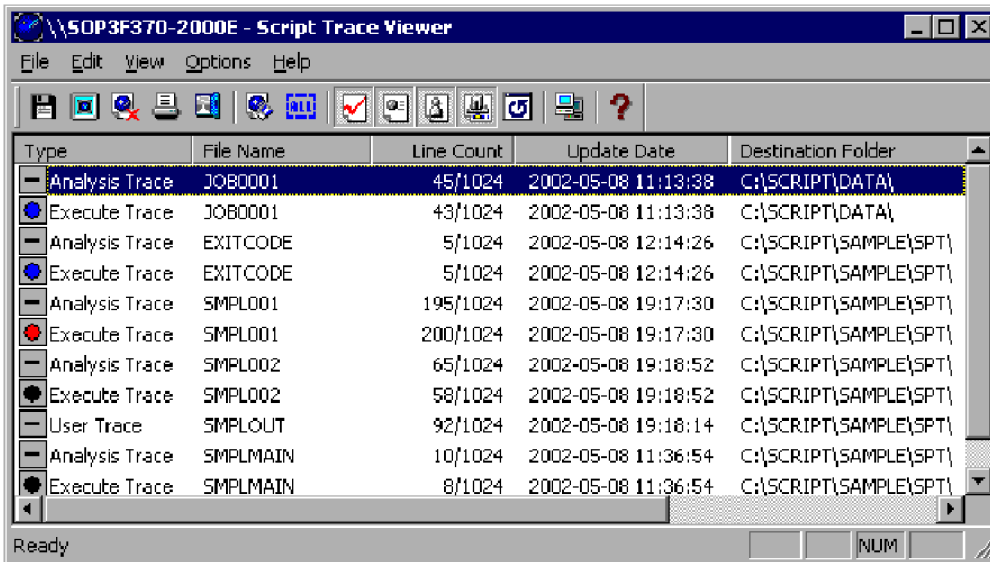 \\SOP3F370-2000E - Script Trace Viewer
File Edit View Options Help
ALL ?
Type File Name Line Count Update Date Destination Folder
Analysis Trace JOB0001 45/1024 2002-05-08 11:13:38 C:\SCRIPT\DATA\
Execute Trace JOB0001 43/1024 2002-05-08 11:13:38 C:\SCRIPT\DATA\
Analysis Trace EXITCODE 5/1024 2002-05-08 12:14:26 C:\SCRIPT\SAMPLE\SPT\
Execute Trace EXITCODE 5/1024 2002-05-08 12:14:26 C:\SCRIPT\SAMPLE\SPT\
Analysis Trace SMPL001 195/1024 2002-05-08 19:17:30 C:\SCRIPT\SAMPLE\SPT\
Execute Trace SMPL001 200/1024 2002-05-08 19:17:30 C:\SCRIPT\SAMPLE\SPT\
Analysis Trace SMPL002 65/1024 2002-05-08 19:18:52 C:\SCRIPT\SAMPLE\SPT\
Execute Trace SMPL002 58/1024 2002-05-08 19:18:52 C:\SCRIPT\SAMPLE\SPT\
User Trace SMPLOUT 92/1024 2002-05-08 19:18:14 C:\SCRIPT\SAMPLE\SPT\
Analysis Trace SMPLMAIN 10/1024 2002-05-08 11:36:54 C:\SCRIPT\SAMPLE\SPT\
Execute Trace SMPLMAIN 8/1024 2002-05-08 11:36:54 C:\SCRIPT\SAMPLE\SPT\
Ready NUM